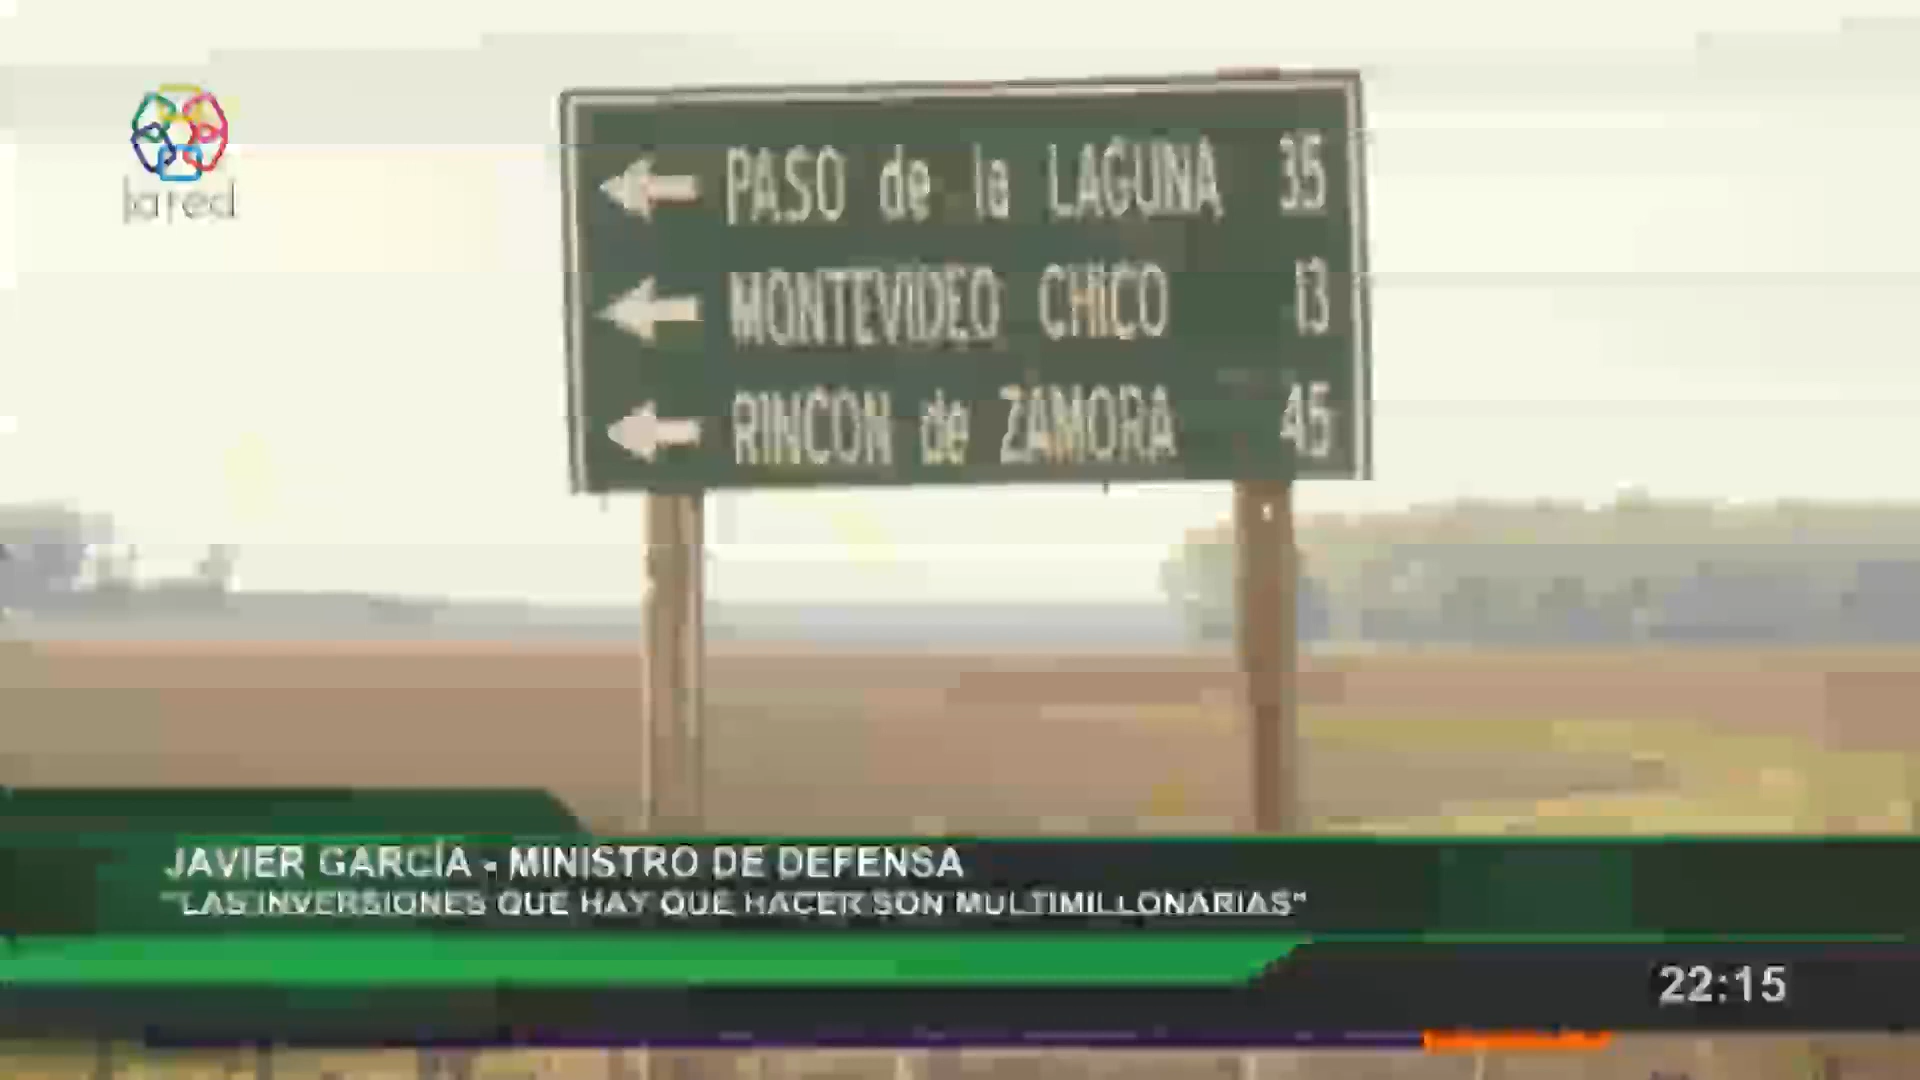 la red
PASO de la LAGUNA 35
MONTEVIDEO CHICO 13
RINCON de ZAMORA 45
JAVIER GARCÍA - MINISTRO DE DEFENSA
"LAS INVERSIONES QUE HAY QUE HACER SON MULTIMILLONARIAS"
22:15